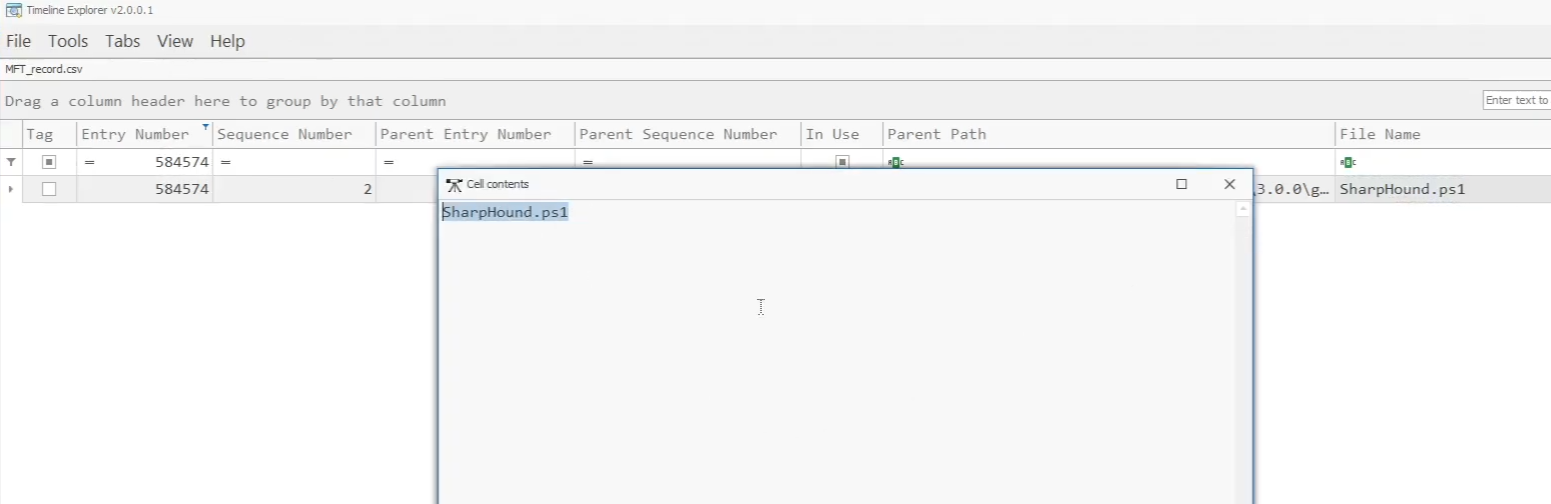 Timeline Explorer v2.0.0.1
File Tools Tabs View Help
MFT_record.csv
Drag a column header here to group by that column
Enter text to
Tag Entry Number Sequence Number Parent Entry Number Parent Sequence Number In Use Parent Path File Name
= 584574 = = =
584574 2 \3.0.0\g… SharpHound.ps1
Cell contents
SharpHound.ps1